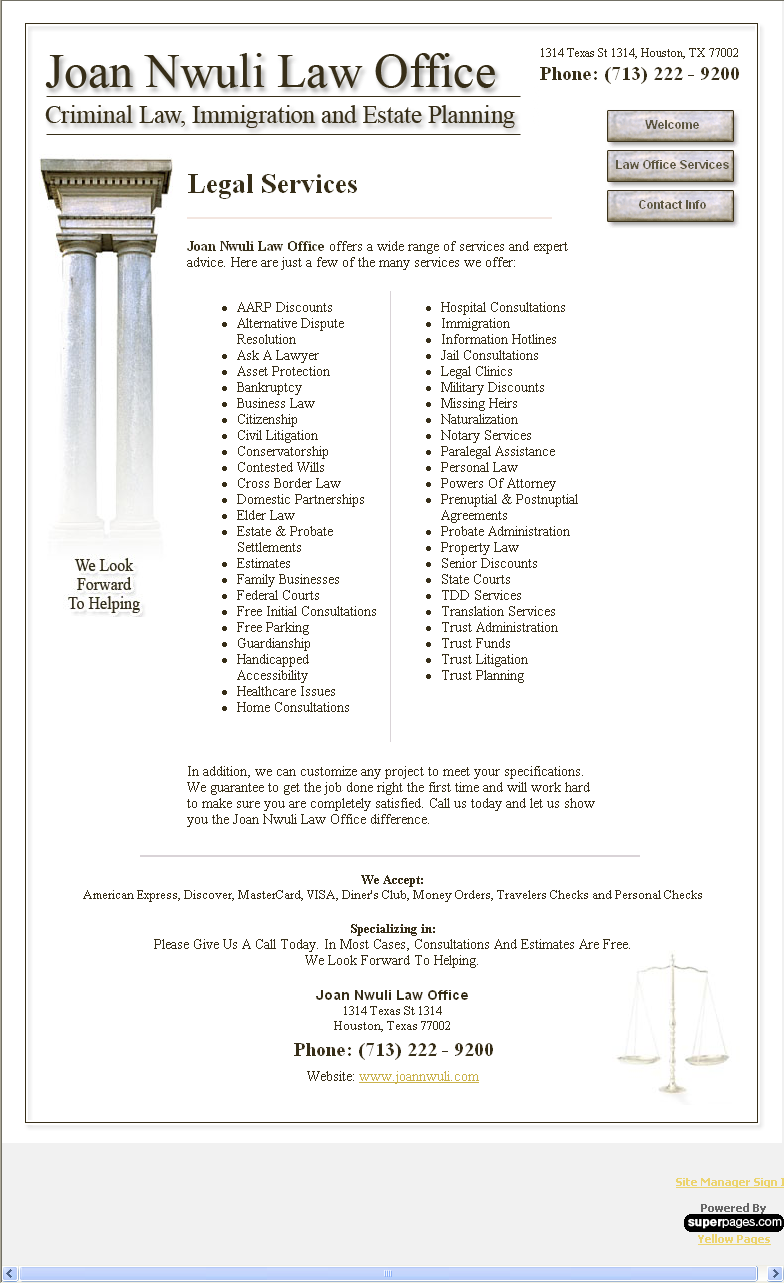 Joan Nwuli Law Office
Criminal Law, Immigration and Estate Planning
1314 Texas St 1314, Houston, TX 77002
Phone: (713) 222 - 9200
Welcome
Law Office Services
Contact Info
Legal Services
Joan Nwuli Law Office offers a wide range of services and expert
advice. Here are just a few of the many services we offer:
AARP Discounts
Alternative Dispute
Resolution
Ask A Lawyer
Asset Protection
Bankruptcy
Business Law
Citizenship
Civil Litigation
Conservatorship
Contested Wills
Cross Border Law
Domestic Partnerships
Elder Law
Estate & Probate
Settlements
Estimates
Family Businesses
Federal Courts
Free Initial Consultations
Free Parking
Guardianship
Handicapped
Accessibility
Healthcare Issues
Home Consultations
Hospital Consultations
Immigration
Information Hotlines
Jail Consultations
Legal Clinics
Military Discounts
Missing Heirs
Naturalization
Notary Services
Paralegal Assistance
Personal Law
Powers Of Attorney
Prenuptial & Postnuptial
Agreements
Probate Administration
Property Law
Senior Discounts
State Courts
TDD Services
Translation Services
Trust Administration
Trust Funds
Trust Litigation
Trust Planning
We Look
Forward
To Helping
In addition, we can customize any project to meet your specifications.
We guarantee to get the job done right the first time and will work hard
to make sure you are completely satisfied. Call us today and let us show
you the Joan Nwuli Law Office difference.
We Accept:
American Express, Discover, MasterCard, VISA, Diner's Club, Money Orders, Travelers Checks and Personal Checks
Specializing in:
Please Give Us A Call Today. In Most Cases, Consultations And Estimates Are Free.
We Look Forward To Helping.
Joan Nwuli Law Office
1314 Texas St 1314
Houston, Texas 77002
Phone: (713) 222 - 9200
Website: www.joannwuli.com
Site Manager Sign I
Powered By
superpages.com
Yellow Pages